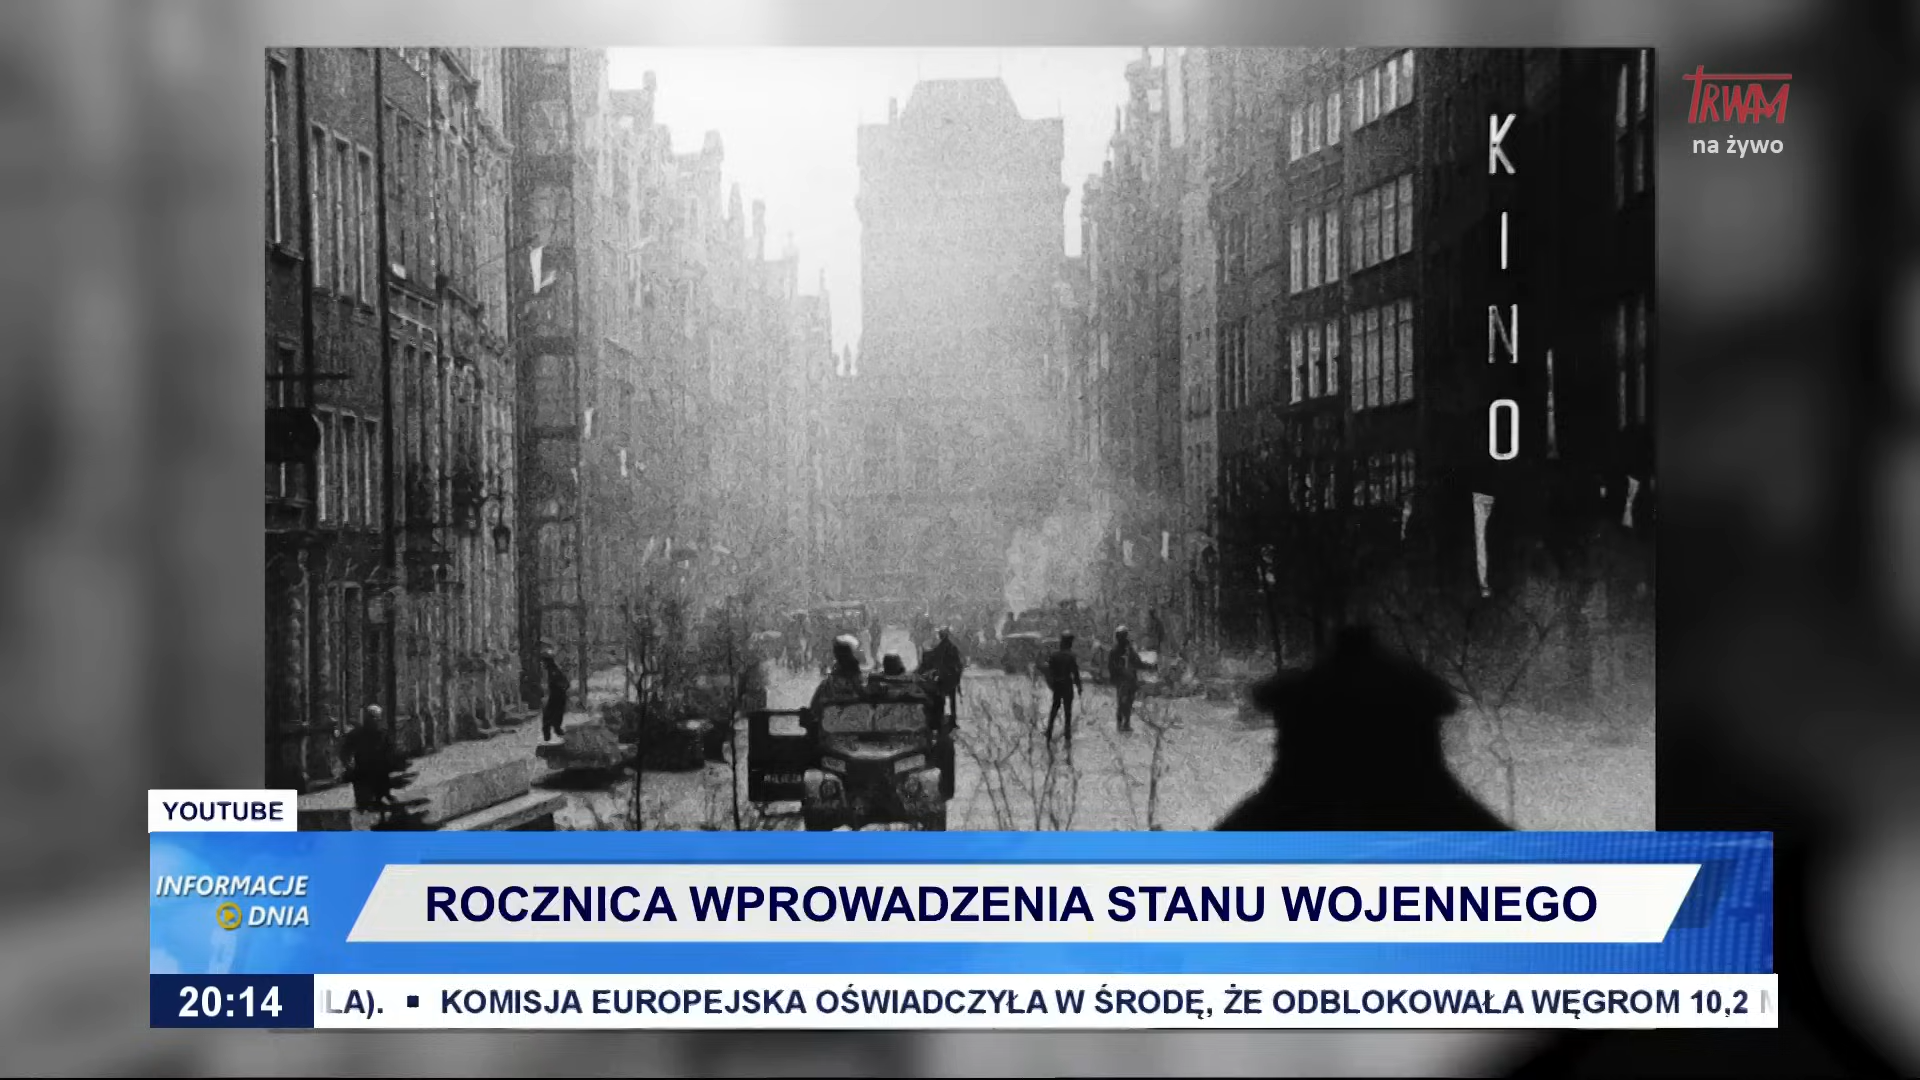 TRWAM
na żywo
KINO
YOUTUBE
INFORMACJE
DNIA
ROCZNICA WPROWADZENIA STANU WOJENNEGO
20:14
LA). ▪ KOMISJA EUROPEJSKA OŚWIADCZYŁA W ŚRODĘ, ŻE ODBLOKOWAŁA WĘGROM 10,2